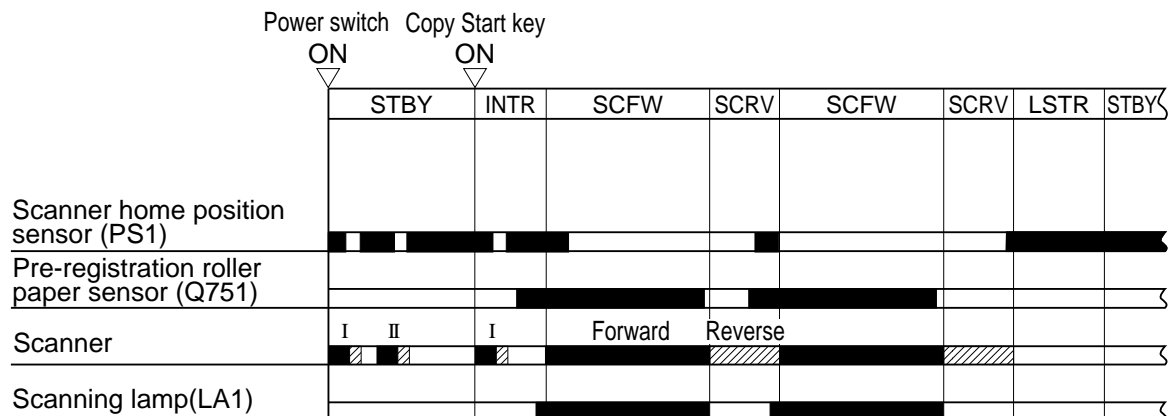 Power switch Copy Start key
ON ON
STBY INTR SCFW SCRV SCFW SCRV LSTR STBY
Scanner home position
sensor (PS1)
Pre-registration roller
paper sensor (Q751)
I II I Forward Reverse
Scanner
Scanning lamp(LA1)